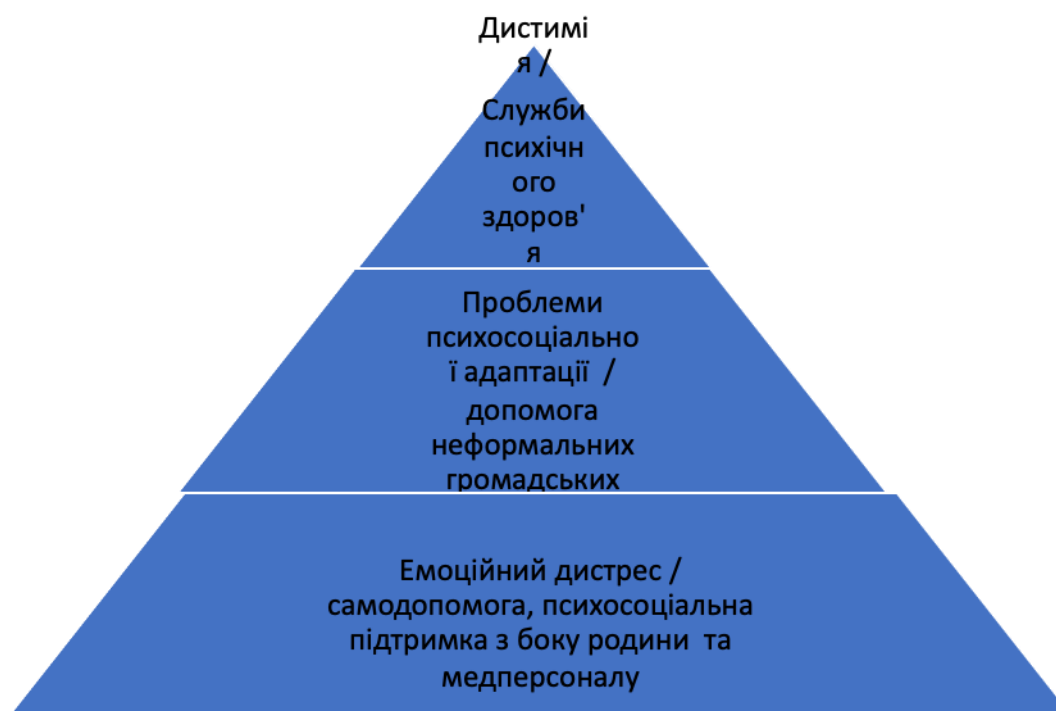 Дистимі
я /
Служби
психічн
ого
здоров'
я
Проблеми
психосоціально
ї адаптації /
допомога
неформальних
громадських
Емоційний дистрес /
самодопомога, психосоціальна
підтримка з боку родини та
медперсоналу